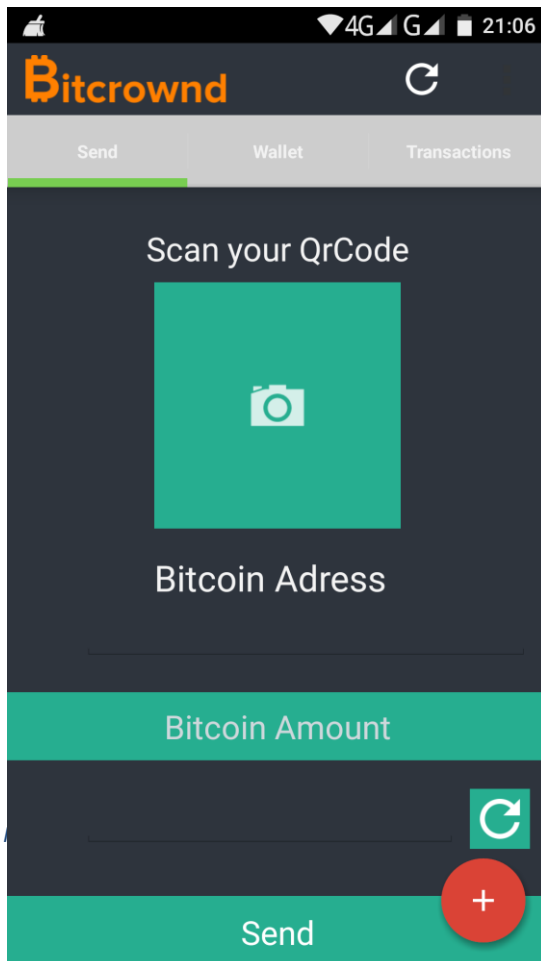 4G G 21:06
Bitcrownd
Send Wallet Transactions
Scan your QrCode
Bitcoin Adress
Bitcoin Amount
Send